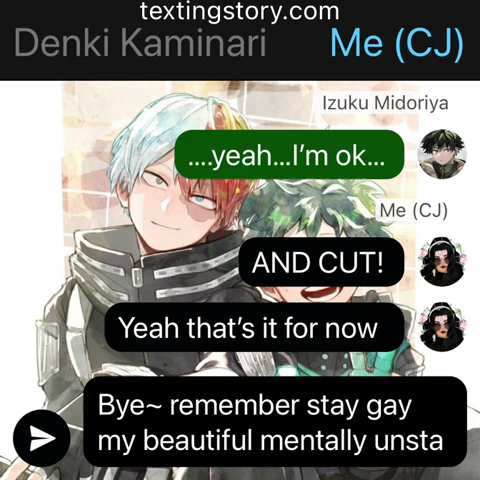 textingstory.com
Denki Kaminari Me (CJ)
Izuku Midoriya
....yeah...I'm ok...
Me (CJ)
AND CUT!
Yeah that's it for now
Bye~ remember stay gay
my beautiful mentally unsta